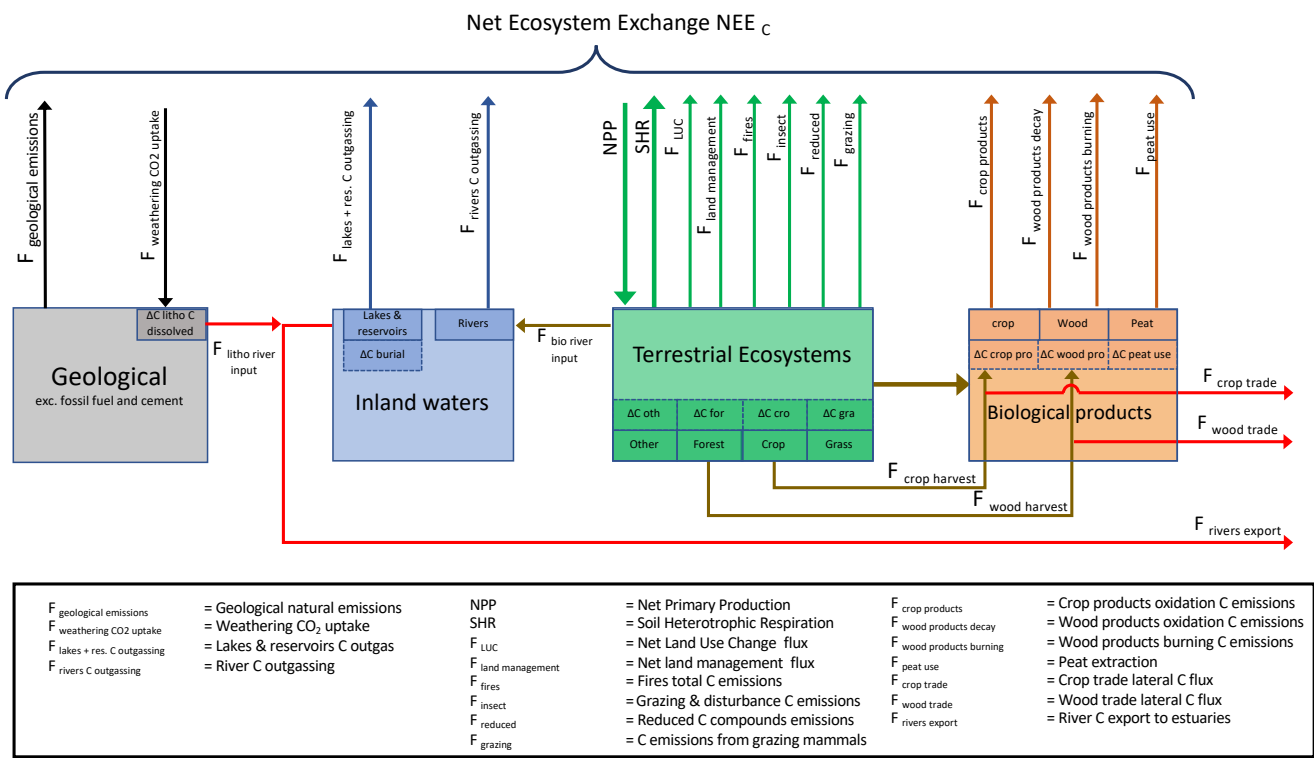 Net Ecosystem Exchange NEE C
F geological emissions
F weathering CO2 uptake
F lakes + res. C outgassing
F rivers C outgassing
NPP
SHR
F LUC
F land management
F fires
F insect
F reduced
F grazing
F crop products
F wood products decay
F wood products burning
F peat use
ΔC litho C
dissolved
Geological
exc. fossil fuel and cement
F litho river
input
Lakes &
reservoirs
ΔC burial
Rivers
Inland waters
F bio river
input
Terrestrial Ecosystems
ΔC oth
ΔC for
ΔC cro
ΔC gra
Other
Forest
Crop
Grass
crop
Wood
Peat
ΔC crop pro
ΔC wood pro
ΔC peat use
Biological products
F crop trade
F wood trade
F crop harvest
F wood harvest
F rivers export
F geological emissions = Geological natural emissions
F weathering CO2 uptake = Weathering CO2 uptake
F lakes + res. C outgassing = Lakes & reservoirs C outgas
F rivers C outgassing = River C outgassing
NPP = Net Primary Production
SHR = Soil Heterotrophic Respiration
F LUC = Net Land Use Change flux
F land management = Net land management flux
F fires = Fires total C emissions
F insect = Grazing & disturbance C emissions
F reduced = Reduced C compounds emissions
F grazing = C emissions from grazing mammals
F crop products = Crop products oxidation C emissions
F wood products decay = Wood products oxidation C emissions
F wood products burning = Wood products burning C emissions
F peat use = Peat extraction
F crop trade = Crop trade lateral C flux
F wood trade = Wood trade lateral C flux
F rivers export = River C export to estuaries